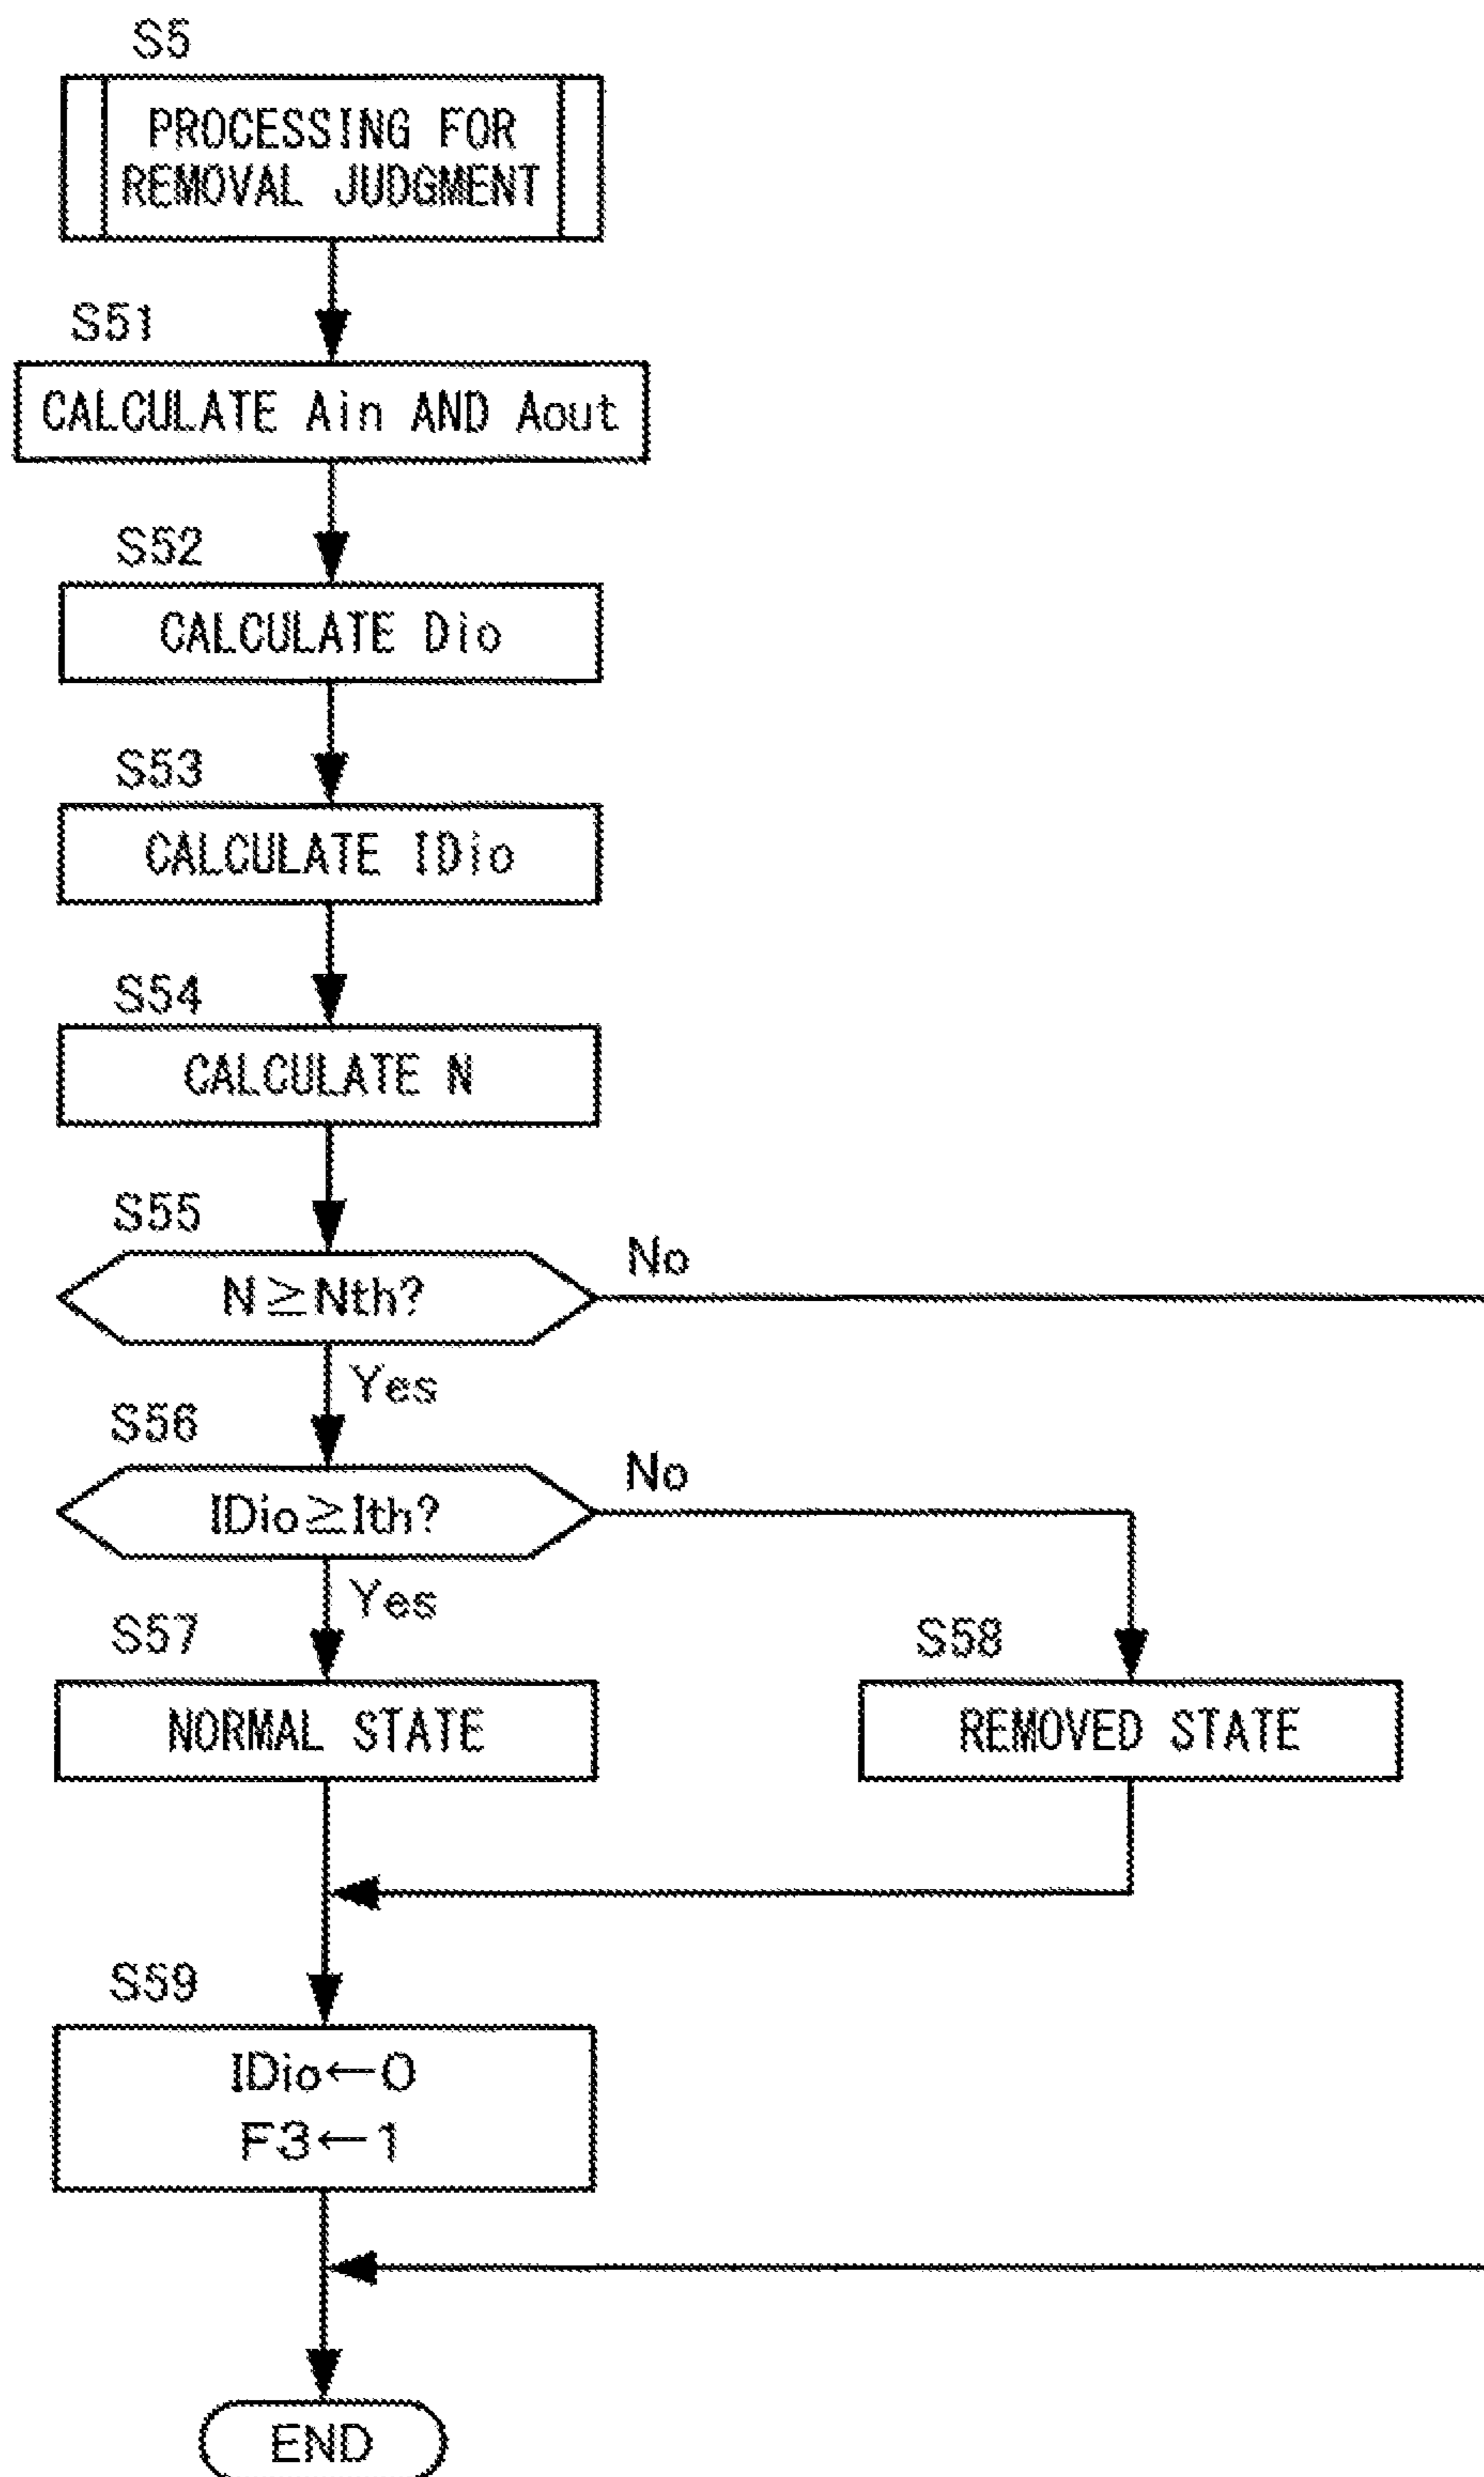 S5
PROCESSING FOR
REMOVAL JUDGMENT
S51
CALCULATE Ain AND Aout
S52
CALCULATE Dio
S53
CALCULATE IDio
S54
CALCULATE N
S55
N≧Nth?
No
Yes
S56
IDio≧Ith?
No
Yes
S57
NORMAL STATE
S58
REMOVED STATE
S59
IDio←0
F3←1
END